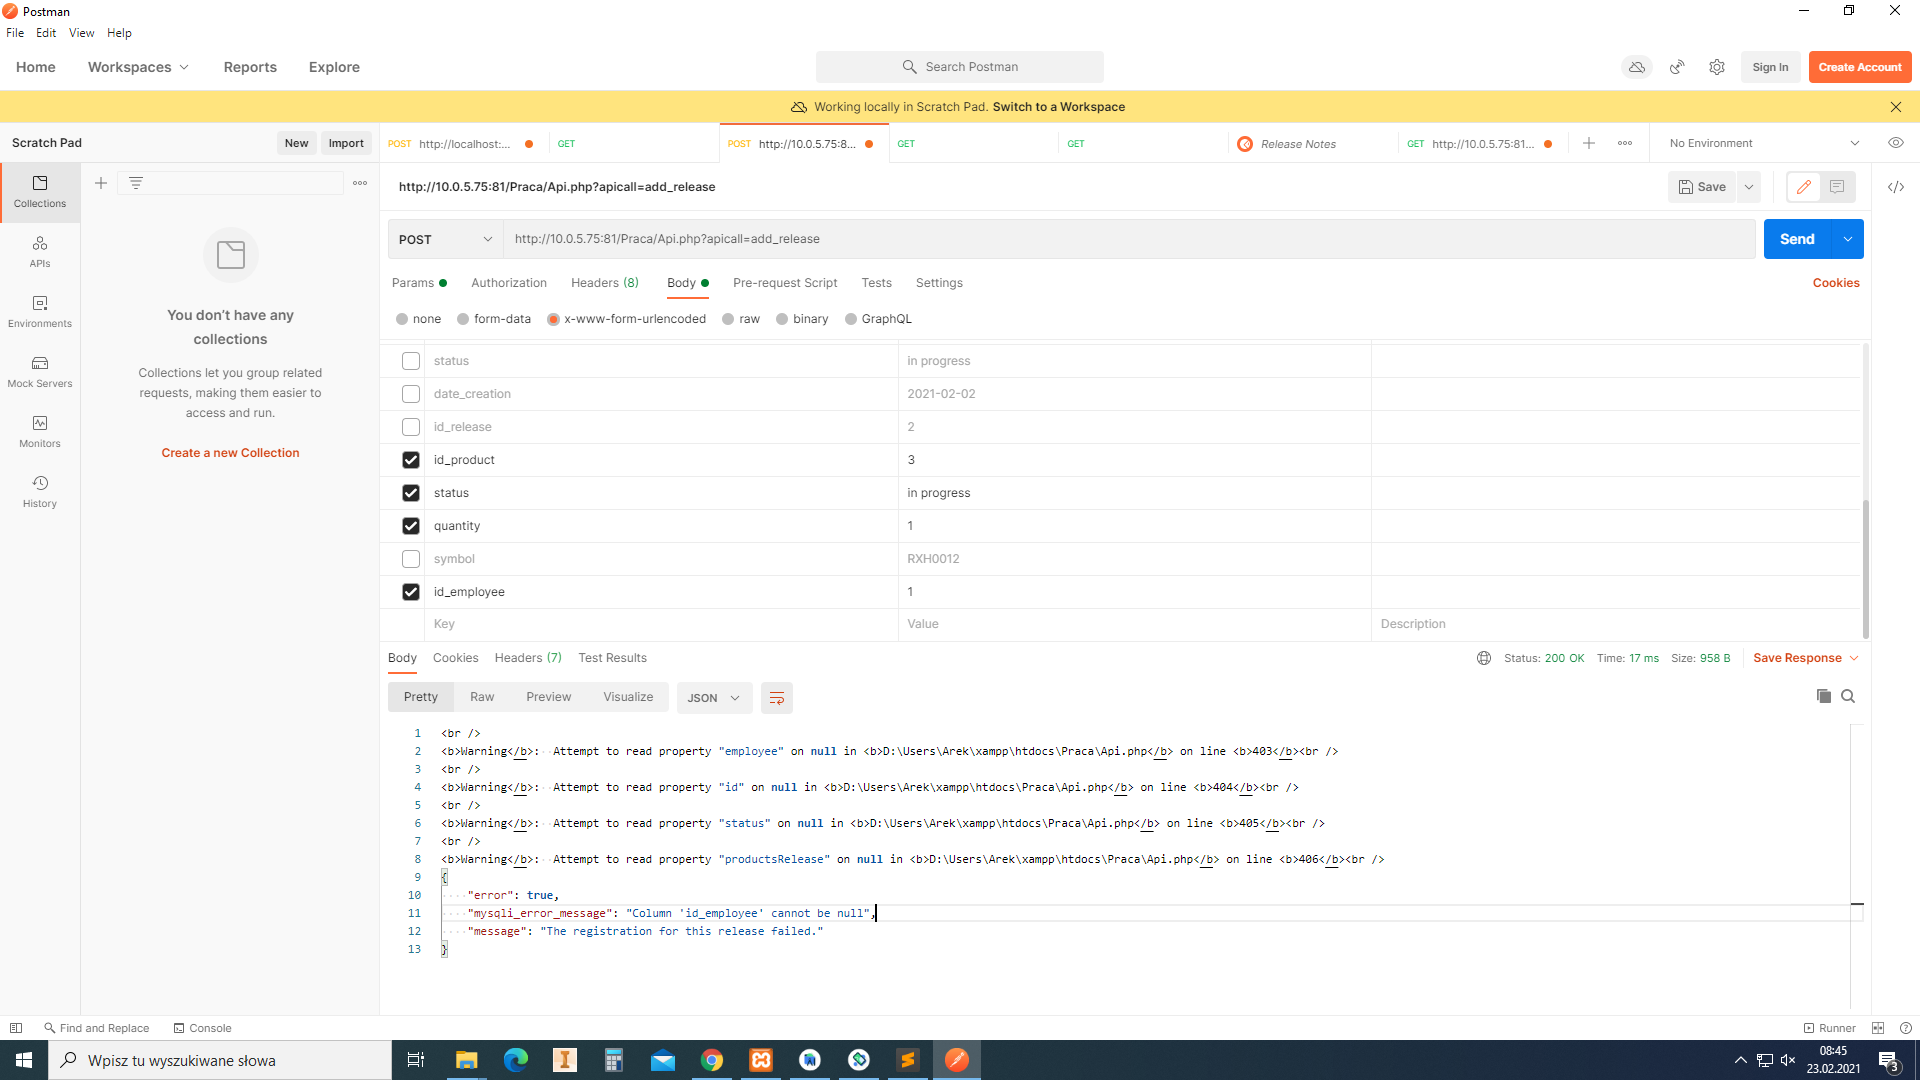 Postman
File Edit View Help
Home Workspaces Reports Explore Search Postman Sign In Create Account
Working locally in Scratch Pad. Switch to a Workspace
Scratch Pad New Import
POST http://localhost:... GET POST http://10.0.5.75:8... GET GET Release Notes GET http://10.0.5.75:81... No Environment
Collections
APIs
Environments
Mock Servers
Monitors
History
You don't have any
collections
Collections let you group related
requests, making them easier to
access and run.
Create a new Collection
http://10.0.5.75:81/Praca/Api.php?apicall=add_release Save
POST http://10.0.5.75:81/Praca/Api.php?apicall=add_release Send
Params Authorization Headers (8) Body Pre-request Script Tests Settings Cookies
none form-data x-www-form-urlencoded raw binary GraphQL
status in progress
date_creation 2021-02-02
id_release 2
id_product 3
status in progress
quantity 1
symbol RXH0012
id_employee 1
Key Value Description
Body Cookies Headers (7) Test Results Status: 200 OK Time: 17 ms Size: 958 B Save Response
Pretty Raw Preview Visualize JSON
1 <br />
2 <b>Warning</b>:  Attempt to read property "employee" on null in <b>D:\Users\Arek\xampp\htdocs\Praca\Api.php</b> on line <b>403</b><br />
3 <br />
4 <b>Warning</b>:  Attempt to read property "id" on null in <b>D:\Users\Arek\xampp\htdocs\Praca\Api.php</b> on line <b>404</b><br />
5 <br />
6 <b>Warning</b>:  Attempt to read property "status" on null in <b>D:\Users\Arek\xampp\htdocs\Praca\Api.php</b> on line <b>405</b><br />
7 <br />
8 <b>Warning</b>:  Attempt to read property "productsRelease" on null in <b>D:\Users\Arek\xampp\htdocs\Praca\Api.php</b> on line <b>406</b><br />
9 {
10 "error": true,
11 "mysqli_error_message": "Column 'id_employee' cannot be null",
12 "message": "The registration for this release failed."
13 }
Find and Replace Console Runner
Wpisz tu wyszukiwane słowa
08:45
23.02.2021
3